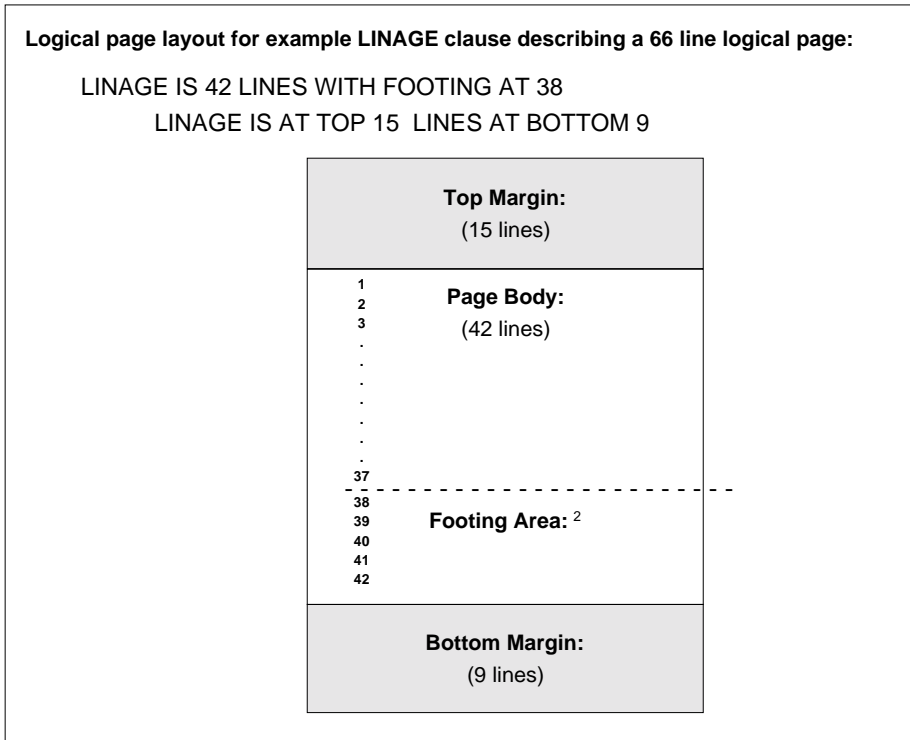 Logical page layout for example LINAGE clause describing a 66 line logical page:
LINAGE IS 42 LINES WITH FOOTING AT 38
LINAGE IS AT TOP 15 LINES AT BOTTOM 9
Top Margin:
(15 lines)
1
2
3
.
.
.
.
.
.
.
37
Page Body:
(42 lines)
38
39
40
41
42
Footing Area: 2
Bottom Margin:
(9 lines)